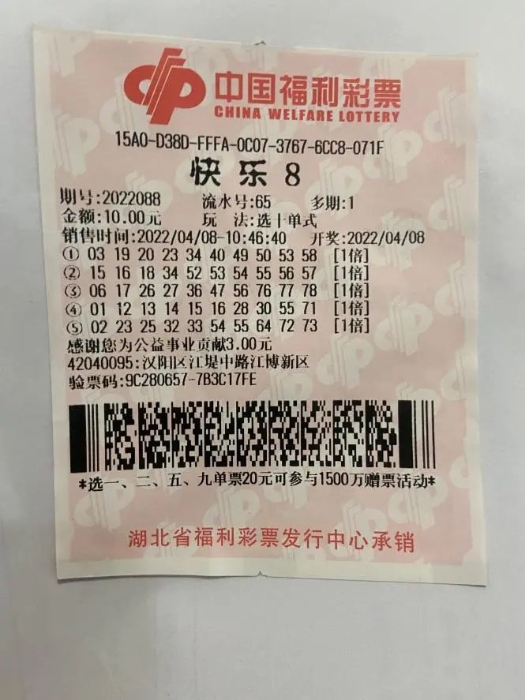 中国福利彩票
CHINA WELFARE LOTTERY
15A0-D38D-FFFA-0C07-3767-6CC8-071F
快乐8
期号:2022088 流水号:65 多期:1
金额:10.00元 玩 法:选十单式
销售时间:2022/04/08-10:46:40 开奖:2022/04/08
① 03 19 20 23 34 40 49 50 53 58 [1倍]
② 15 16 18 34 52 53 54 55 56 57 [1倍]
③ 06 17 26 27 36 47 56 76 77 78 [1倍]
④ 01 12 13 14 15 16 28 30 55 71 [1倍]
⑤ 02 23 25 32 33 54 55 64 72 73 [1倍]
感谢您为公益事业贡献3.00元
42040095:汉阳区江堤中路江博新区
验票码:9C280657-7B3C17FE
*选一、二、五、九单票20元可参与1500万赠票活动*
湖北省福利彩票发行中心承销